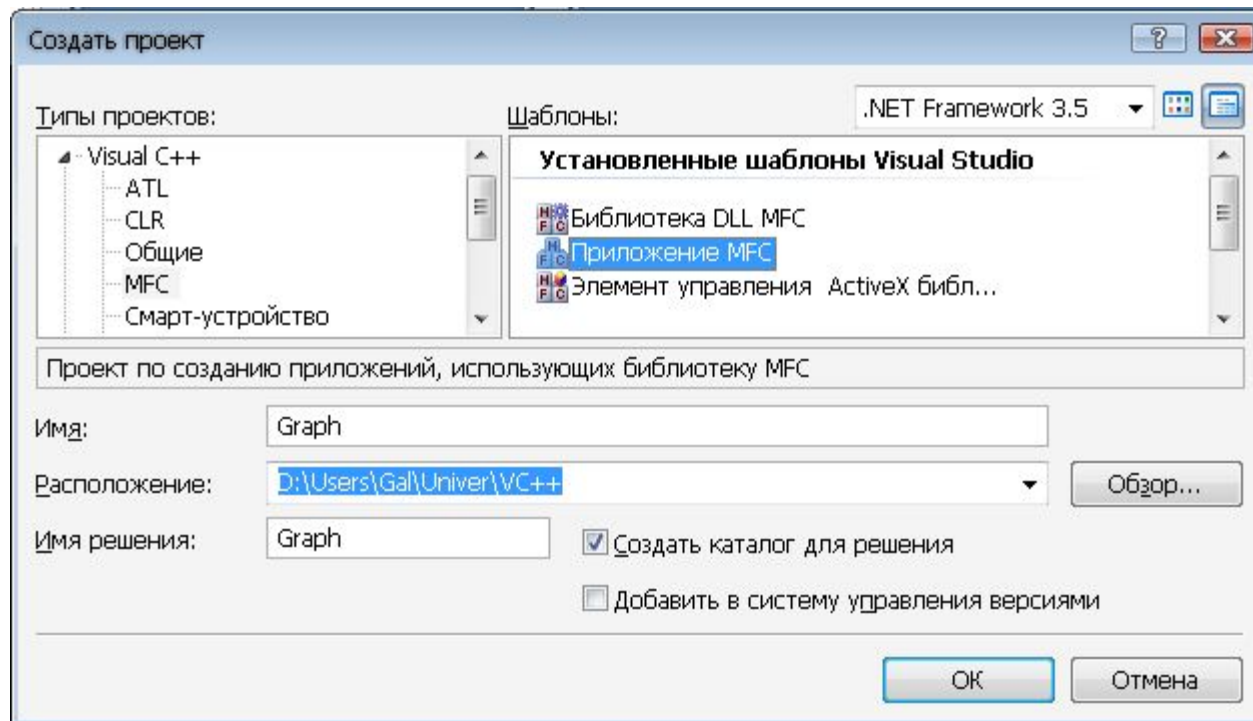 Создать проект
Типы проектов:
Шаблоны:
.NET Framework 3.5
Visual C++
ATL
CLR
Общие
MFC
Смарт-устройство
Установленные шаблоны Visual Studio
Библиотека DLL MFC
Приложение MFC
Элемент управления ActiveX библ...
Проект по созданию приложений, использующих библиотеку MFC
Имя: Graph
Расположение: D:\Users\Gal\Univer\VC++ Обзор...
Имя решения: Graph Создать каталог для решения
Добавить в систему управления версиями
ОК Отмена